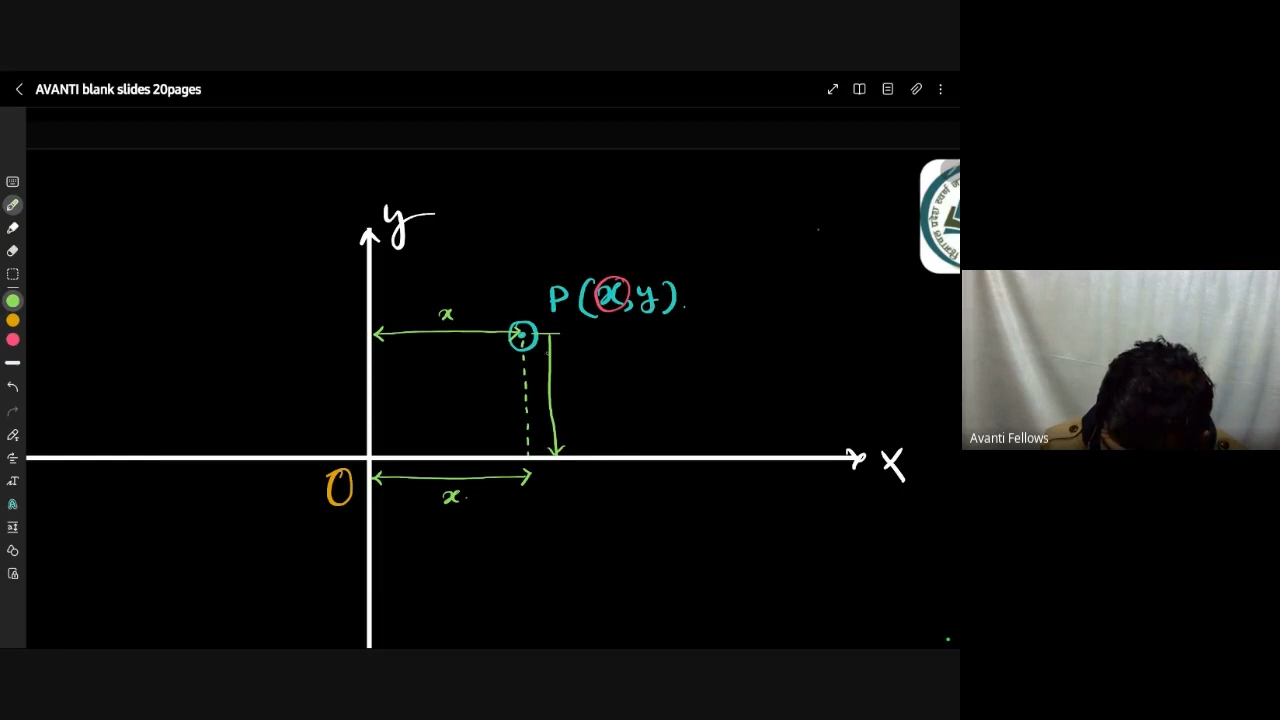 AVANTI blank slides 20pages
y
P(x,y).
x
O
x.
X
Avanti Fellows